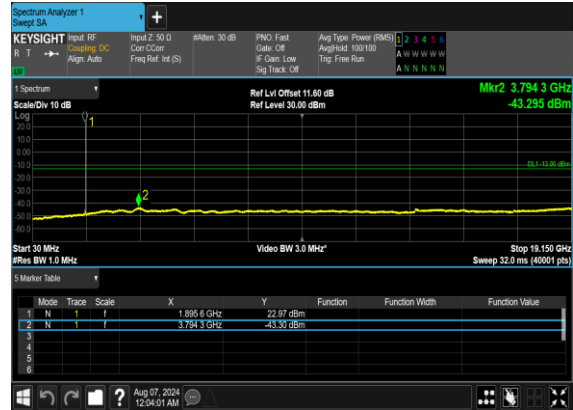 Spectrum Analyzer 1
Swept SA
KEYSIGHT Input: RF Input Z: 50 Ω #Atten: 30 dB PNO: Fast Avg Type: Power (RMS) 1 2 3 4 5 6
R T Coupling: DC Corr CCorr Gate: Off Avg|Hold: 100/100 A W W W W W
Align: Auto Freq Ref: Int (S) IF Gain: Low Trig: Free Run
LW Sig Track: Off A N N N N N
1 Spectrum Ref Lvl Offset 11.60 dB Mkr2 3.794 3 GHz
Scale/Div 10 dB Ref Level 30.00 dBm -43.295 dBm
Log
20.0
10.0
0.00
-10.0 DL1 -13.00 dBm
-20.0
-30.0
-40.0
-50.0
-60.0
1
2
Start 30 MHz Video BW 3.0 MHz* Stop 19.150 GHz
#Res BW 1.0 MHz Sweep 32.0 ms (40001 pts)
5 Marker Table
Mode Trace Scale X Y Function Function Width Function Value
1 N 1 f 1.895 6 GHz 22.97 dBm
2 N 1 f 3.794 3 GHz -43.30 dBm
3
4
5
6
? Aug 07, 2024
12:04:01 AM